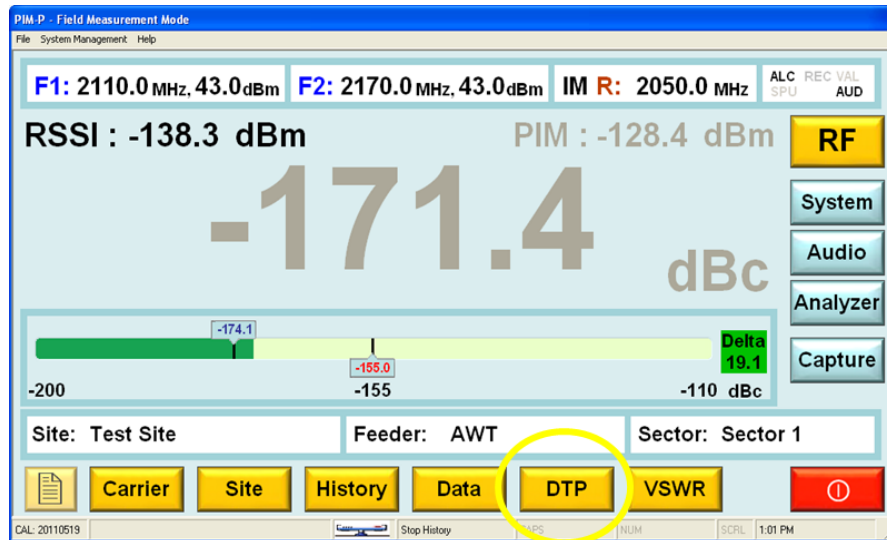 PIM-P - Field Measurement Mode
File System Management Help
F1: 2110.0 MHz, 43.0dBm F2: 2170.0 MHz, 43.0dBm IM R: 2050.0 MHz ALC REC VAL
SPU AUD
RSSI : -138.3 dBm PIM : -128.4 dBm RF
-171.4 dBc
System
Audio
Analyzer
-174.1
Delta
-155.0 19.1 Capture
-200 -155 -110 dBc
Site: Test Site Feeder: AWT Sector: Sector 1
Carrier Site History Data DTP VSWR
CAL: 20110519 Stop History CAPS NUM SCRL 1:01 PM